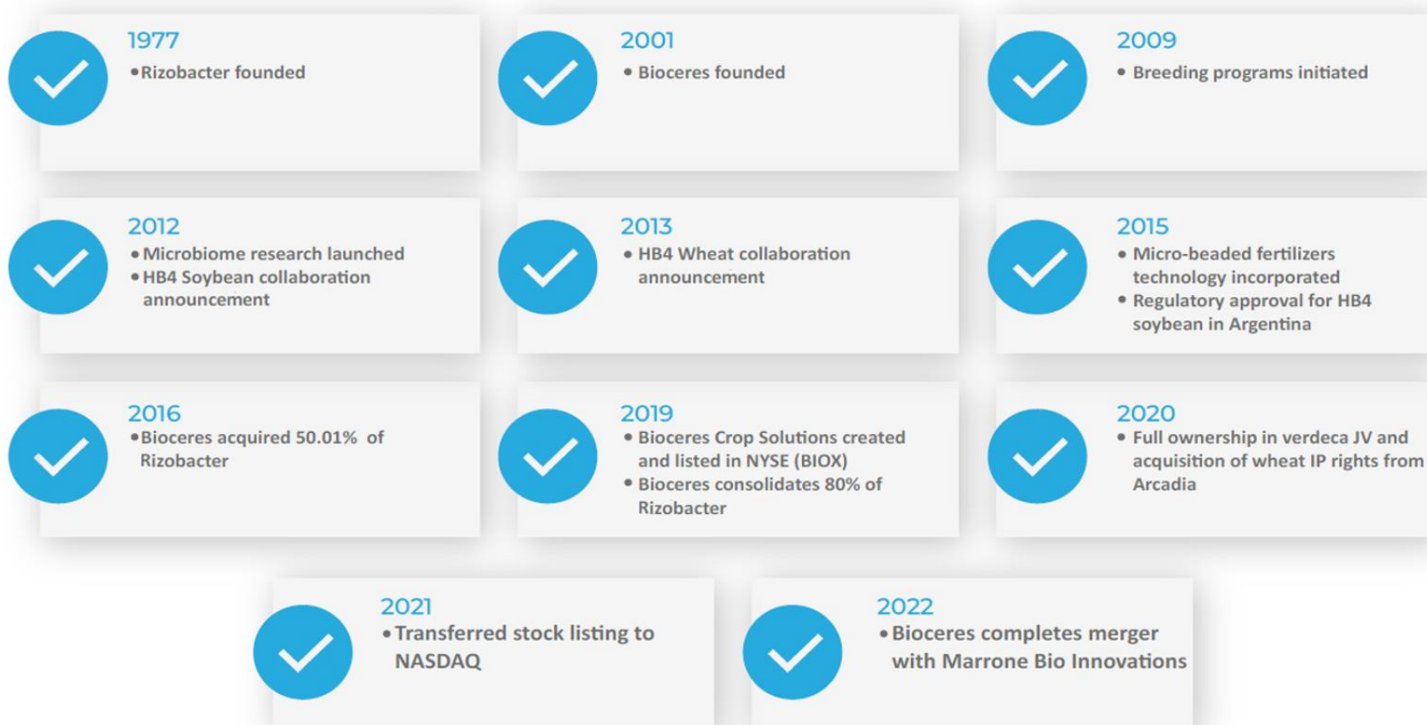 1977
•Rizobacter founded
2001
• Bioceres founded
2009
• Breeding programs initiated
2012
• Microbiome research launched
• HB4 Soybean collaboration
announcement
2013
• HB4 Wheat collaboration
announcement
2015
• Micro-beaded fertilizers
technology incorporated
• Regulatory approval for HB4
soybean in Argentina
2016
•Bioceres acquired 50.01% of
Rizobacter
2019
• Bioceres Crop Solutions created
and listed in NYSE (BIOX)
• Bioceres consolidates 80% of
Rizobacter
2020
• Full ownership in verdeca JV and
acquisition of wheat IP rights from
Arcadia
2021
• Transferred stock listing to
NASDAQ
2022
• Bioceres completes merger
with Marrone Bio Innovations